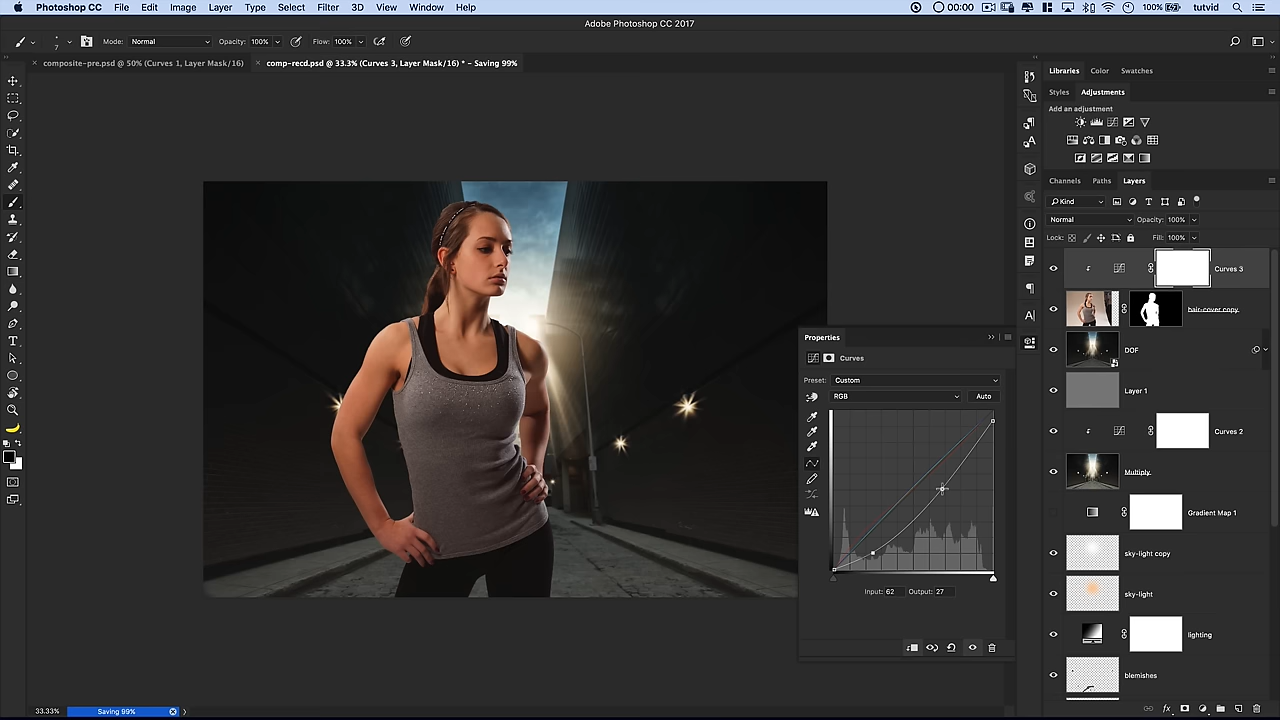 Photoshop CC File Edit Image Layer Type Select Filter 3D View Window Help 00:00 100% tutvid
Adobe Photoshop CC 2017
7 Mode: Normal Opacity: 100% Flow: 100%
composite-pre.psd @ 50% (Curves 1, Layer Mask/16) comp-recd.psd @ 33.3% (Curves 3, Layer Mask/16) * - Saving 99%
Libraries Color Swatches
Styles Adjustments
Add an adjustment
Channels Paths Layers
Kind
Normal Opacity: 100%
Lock: Fill: 100%
Curves 3
hair-cover copy
DOF
Layer 1
Curves 2
Multiply
Gradient Map 1
sky-light copy
sky-light
lighting
blemishes
Properties
Curves
Preset: Custom
RGB Auto
Input: 62 Output: 27
33.33% Saving 99%